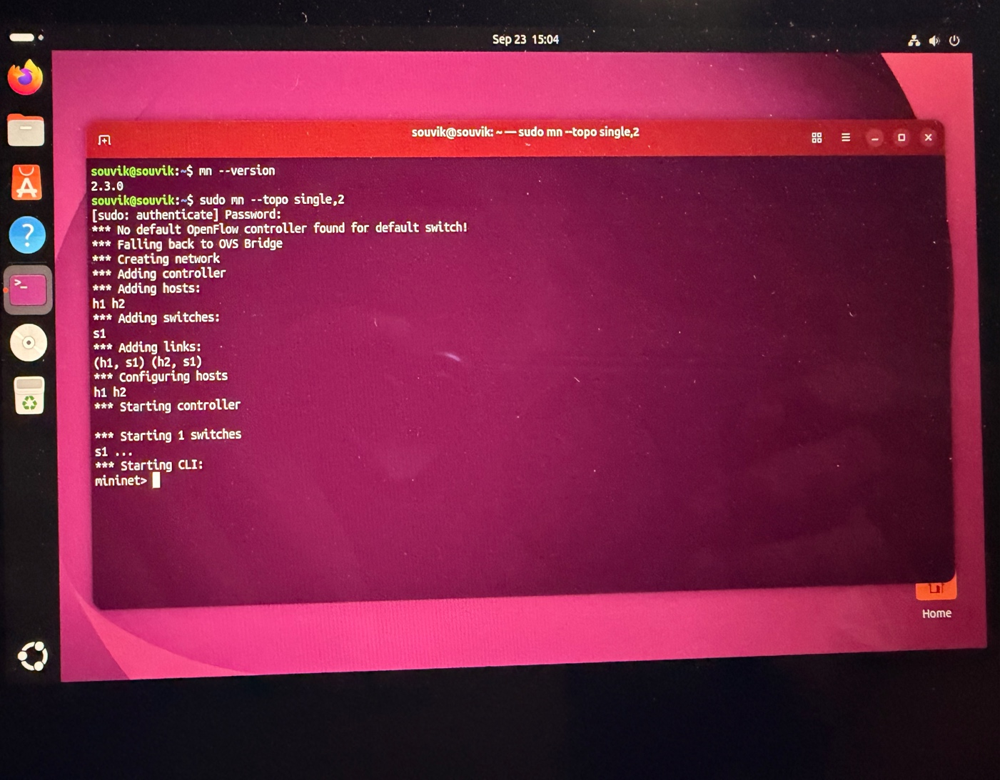 Sep 23 15:04
souvik@souvik: ~ — sudo mn --topo single,2
souvik@souvik:~$ mn --version
2.3.0
souvik@souvik:~$ sudo mn --topo single,2
[sudo: authenticate] Password:
*** No default OpenFlow controller found for default switch!
*** Falling back to OVS Bridge
*** Creating network
*** Adding controller
*** Adding hosts:
h1 h2
*** Adding switches:
s1
*** Adding links:
(h1, s1) (h2, s1)
*** Configuring hosts
h1 h2
*** Starting controller
*** Starting 1 switches
s1 ...
*** Starting CLI:
mininet>
Home